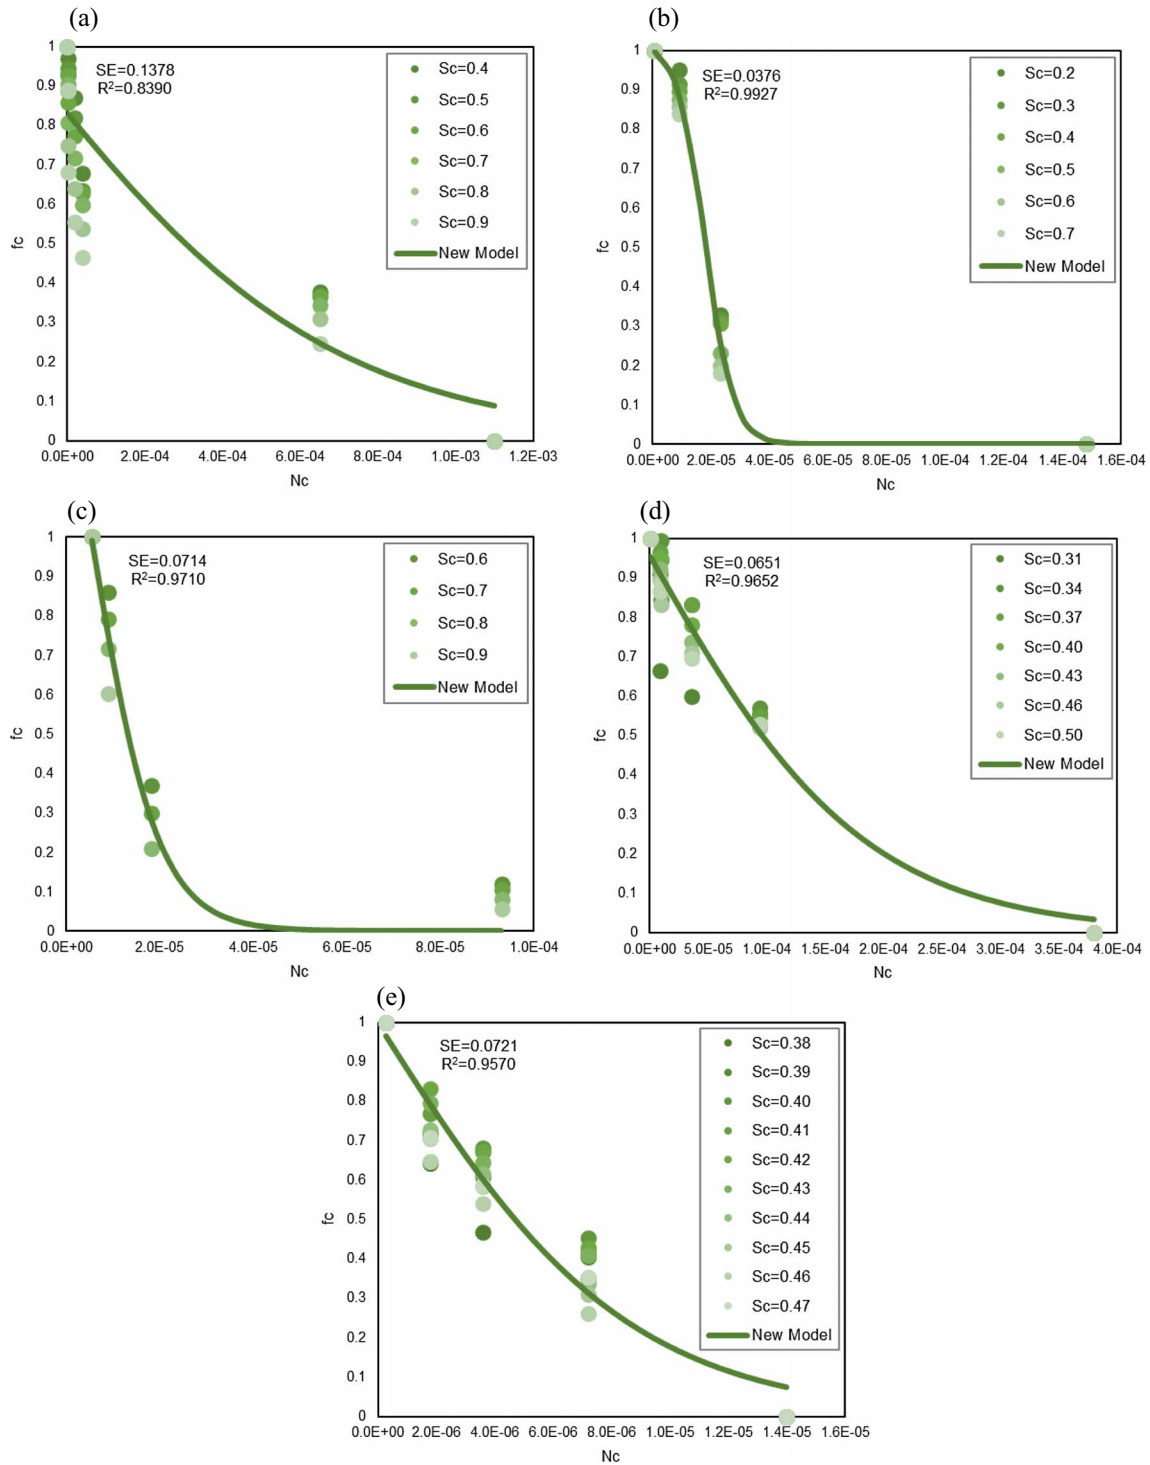 (a)
1
0.9
0.8
0.7
0.6
0.5
0.4
0.3
0.2
0.1
0
fc
SE=0.1378
R²=0.8390
Sc=0.4
Sc=0.5
Sc=0.6
Sc=0.7
Sc=0.8
Sc=0.9
New Model
0.0E+00 2.0E-04 4.0E-04 6.0E-04 8.0E-04 1.0E-03 1.2E-03
Nc
(b)
1
0.9
0.8
0.7
0.6
0.5
0.4
0.3
0.2
0.1
0
fc
SE=0.0376
R²=0.9927
Sc=0.2
Sc=0.3
Sc=0.4
Sc=0.5
Sc=0.6
Sc=0.7
New Model
0.0E+00 2.0E-05 4.0E-05 6.0E-05 8.0E-05 1.0E-04 1.2E-04 1.4E-04 1.6E-04
Nc
(c)
1
0.9
0.8
0.7
0.6
0.5
0.4
0.3
0.2
0.1
0
fc
SE=0.0714
R²=0.9710
Sc=0.6
Sc=0.7
Sc=0.8
Sc=0.9
New Model
0.0E+00 2.0E-05 4.0E-05 6.0E-05 8.0E-05 1.0E-04
Nc
(d)
1
0.9
0.8
0.7
0.6
0.5
0.4
0.3
0.2
0.1
0
fc
SE=0.0651
R²=0.9652
Sc=0.31
Sc=0.34
Sc=0.37
Sc=0.40
Sc=0.43
Sc=0.46
Sc=0.50
New Model
0.0E+00 5.0E-05 1.0E-04 1.5E-04 2.0E-04 2.5E-04 3.0E-04 3.5E-04 4.0E-04
Nc
(e)
1
0.9
0.8
0.7
0.6
0.5
0.4
0.3
0.2
0.1
0
fc
SE=0.0721
R²=0.9570
Sc=0.38
Sc=0.39
Sc=0.40
Sc=0.41
Sc=0.42
Sc=0.43
Sc=0.44
Sc=0.45
Sc=0.46
Sc=0.47
New Model
0.0E+00 2.0E-06 4.0E-06 6.0E-06 8.0E-06 1.0E-05 1.2E-05 1.4E-05 1.6E-05
Nc